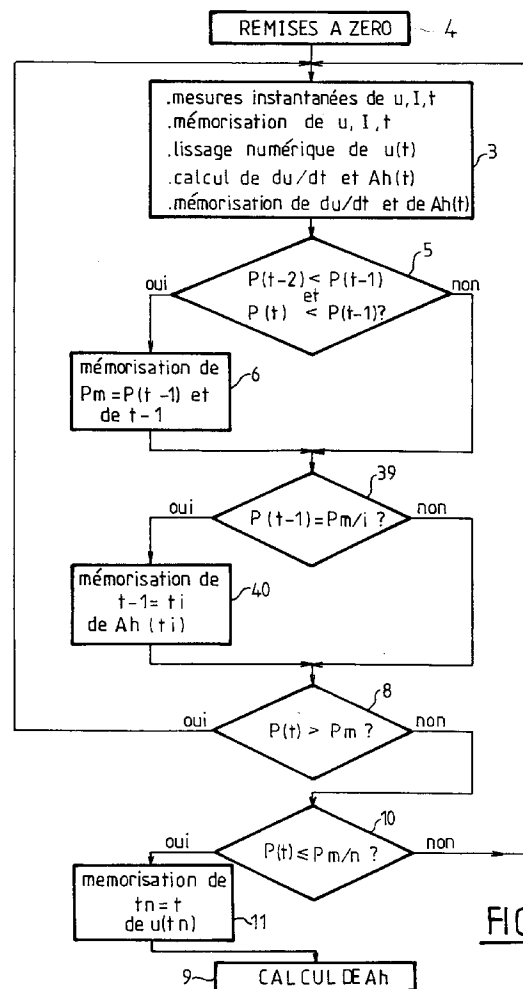 REMISES A ZERO
4
.mesures instantanées de u,I,t
.mémorisation de u, I, t
.lissage numérique de u(t)
.calcul de du/dt et Ah(t)
.mémorisation de du/dt et de Ah(t)
3
5
oui
P(t-2) < P(t-1)
et
P(t) < P(t-1)?
non
mémorisation de
Pm = P(t-1) et
de t-1
6
39
oui
P(t-1) = Pm/i ?
non
mémorisation de
t-1 = ti
de Ah (ti)
40
8
oui
P(t) > Pm ?
non
10
oui
P(t) ≤ Pm/n ?
non
memorisation de
tn = t
de u(tn)
11
FIG
9
CALCUL DE Ah